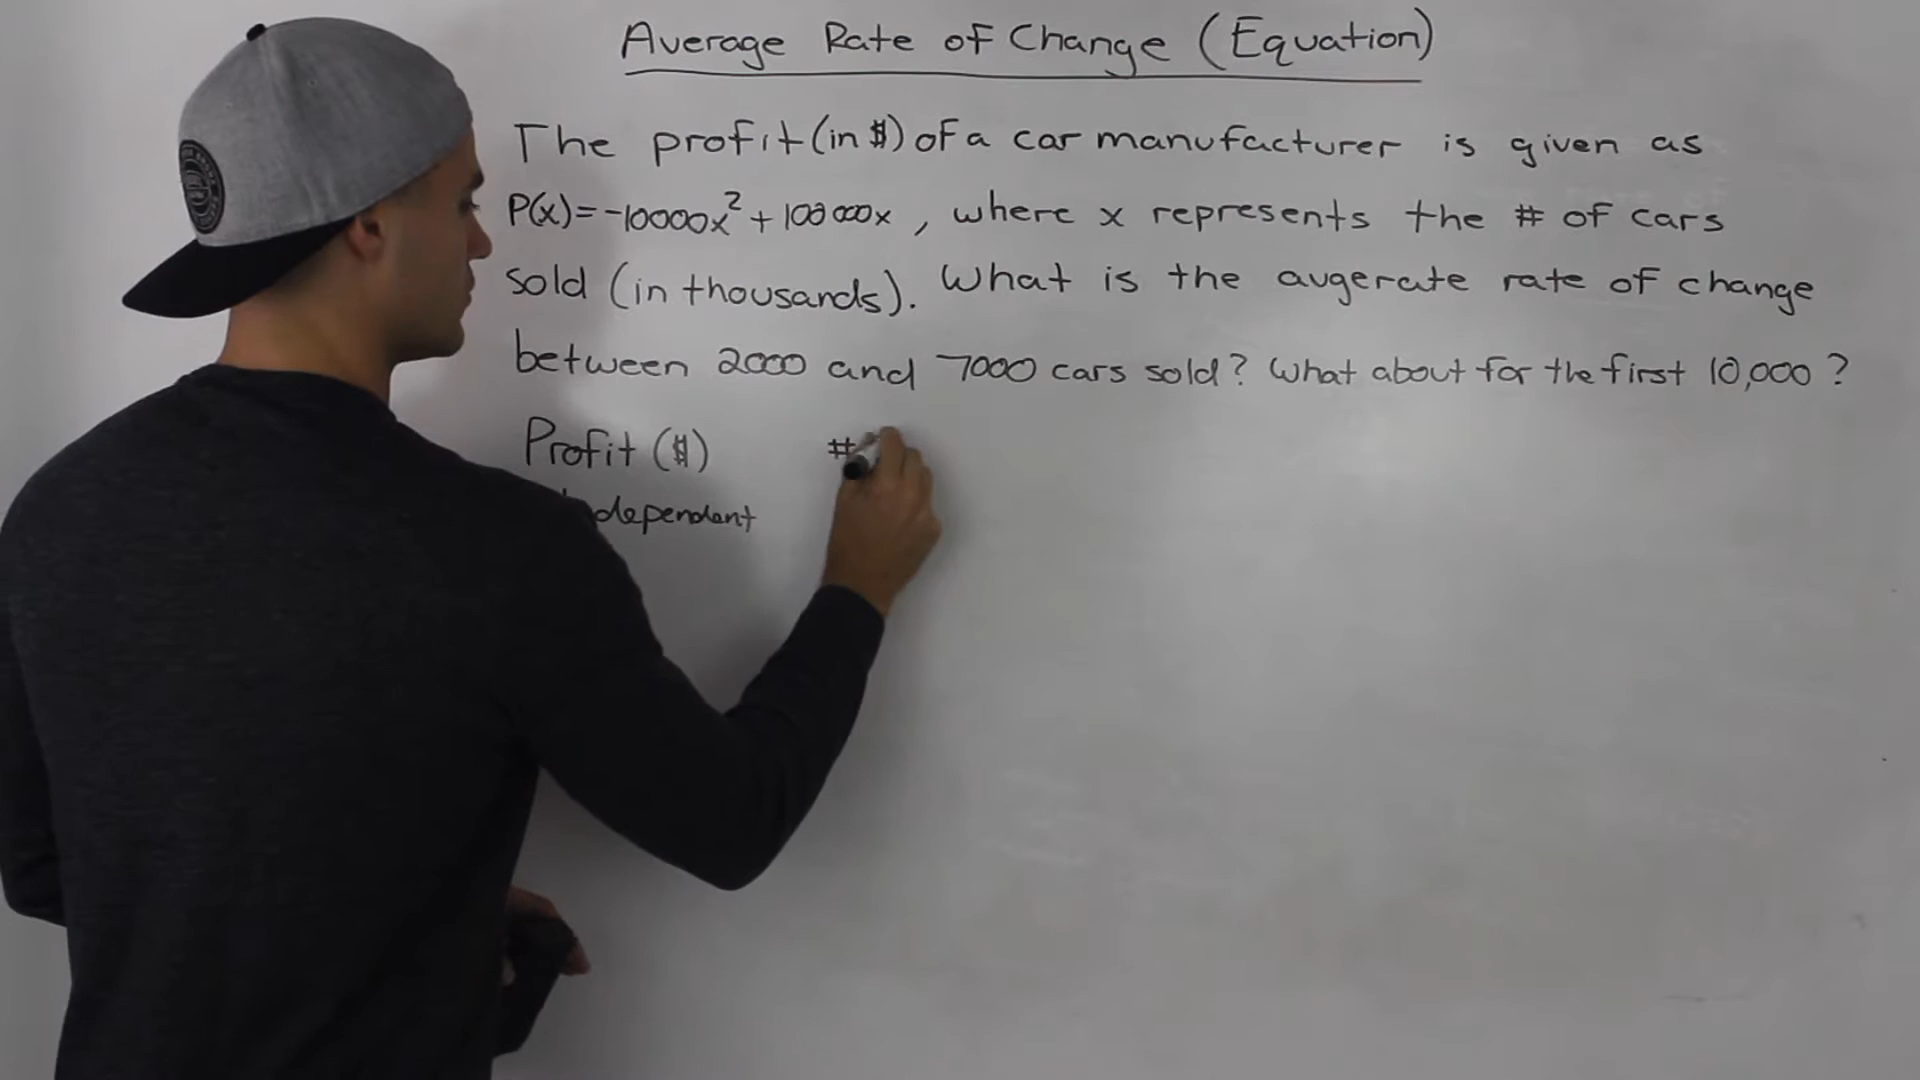 Average Rate of Change (Equation)
The profit (in $) of a car manufacturer is given as
P(x)=-10000x²+100000x, where x represents the # of cars
sold (in thousands). What is the augerate rate of change
between 2000 and 7000 cars sold? What about for the first 10,000?
Profit ($) #
dependent